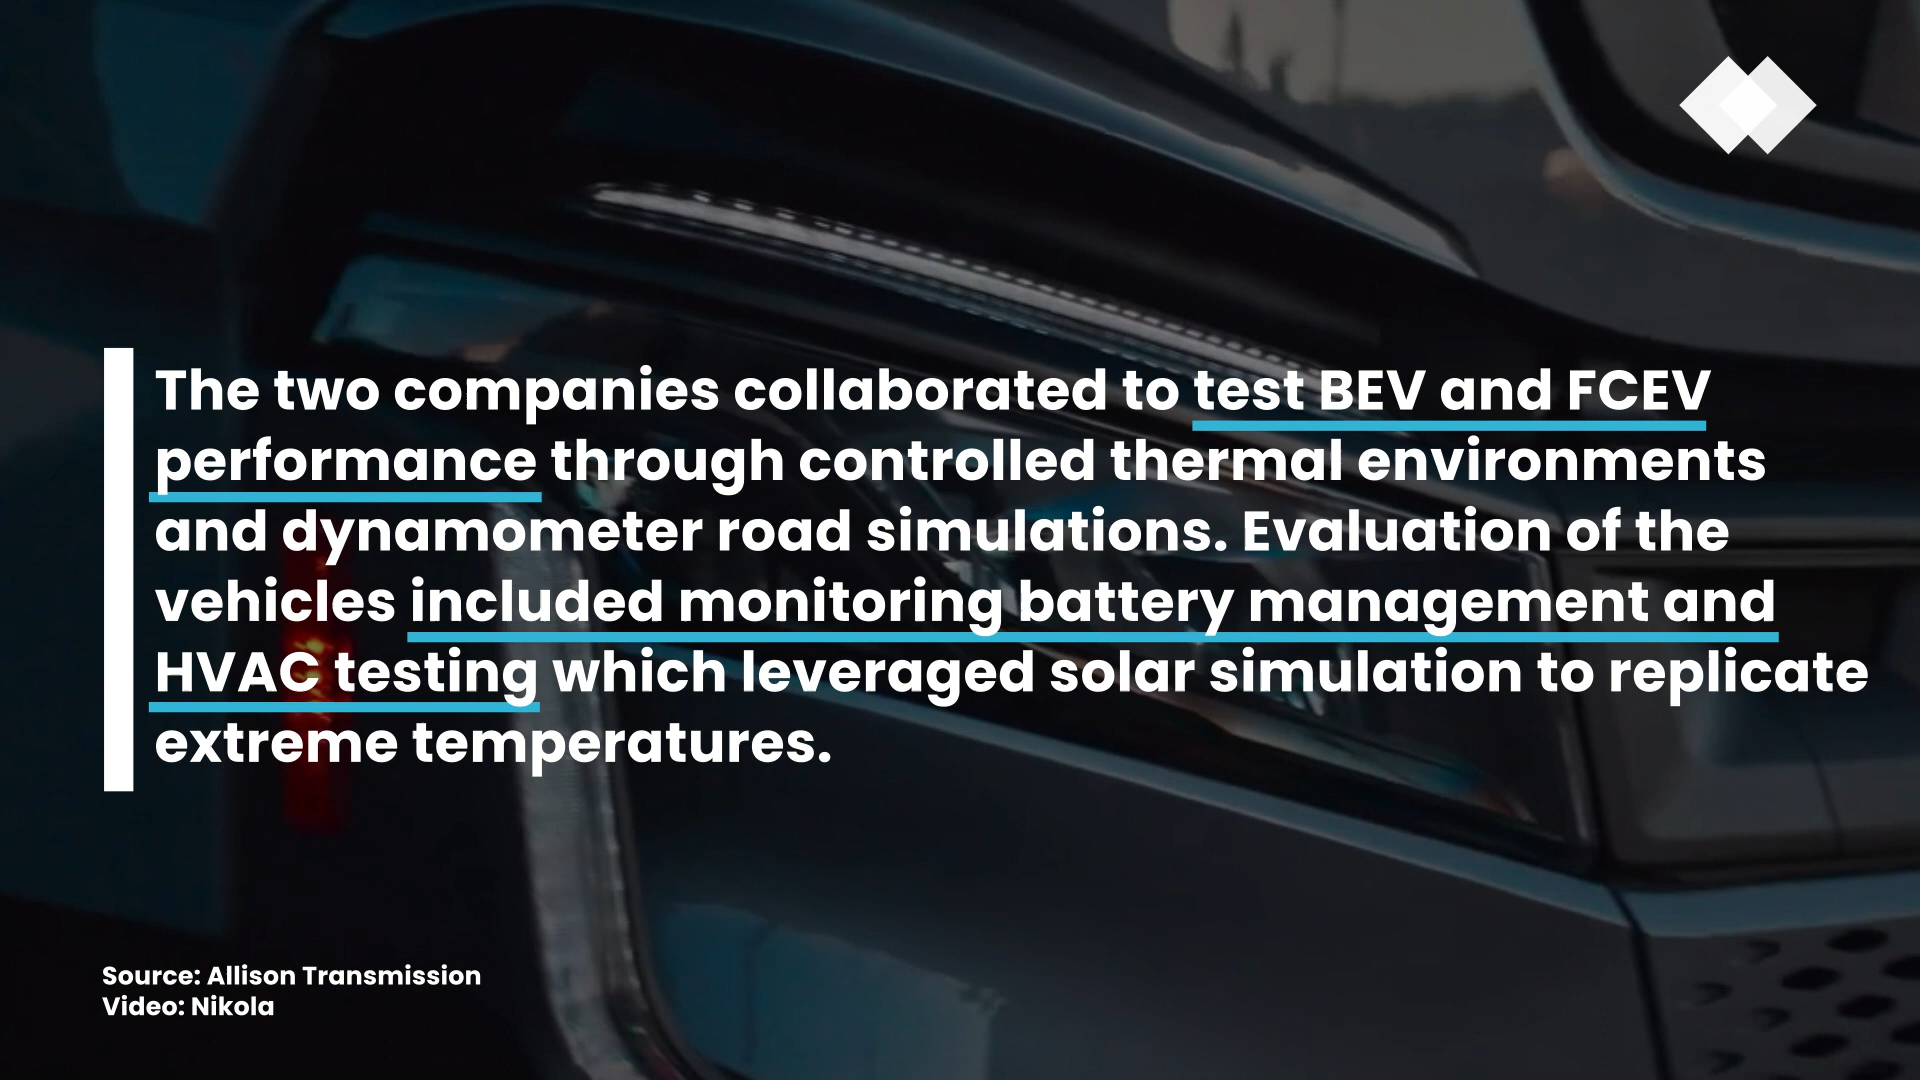 The two companies collaborated to test BEV and FCEV
performance through controlled thermal environments
and dynamometer road simulations. Evaluation of the
vehicles included monitoring battery management and
HVAC testing which leveraged solar simulation to replicate
extreme temperatures.
Source: Allison Transmission
Video: Nikola